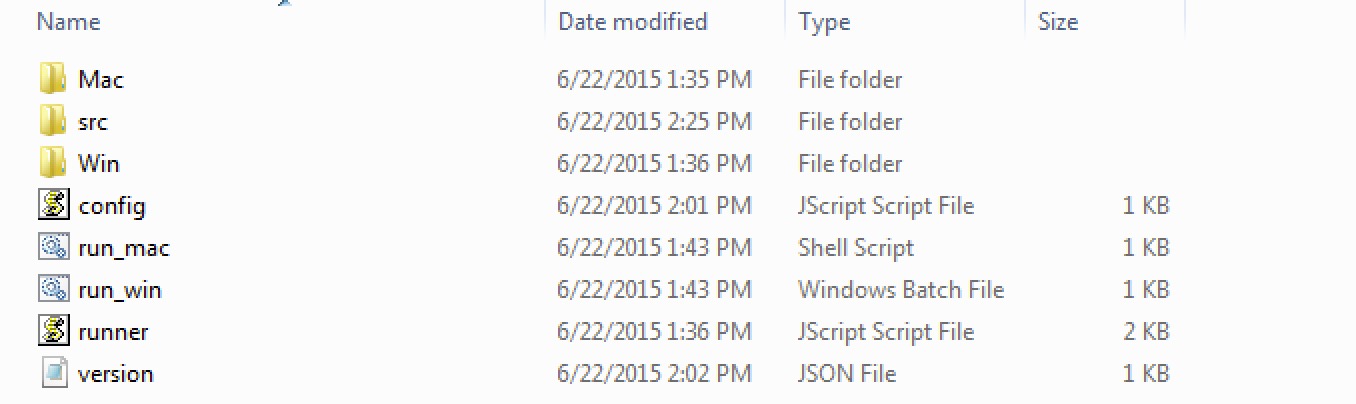 Name Date modified Type Size
Mac 6/22/2015 1:35 PM File folder
src 6/22/2015 2:25 PM File folder
Win 6/22/2015 1:36 PM File folder
config 6/22/2015 2:01 PM JScript Script File 1 KB
run_mac 6/22/2015 1:43 PM Shell Script 1 KB
run_win 6/22/2015 1:43 PM Windows Batch File 1 KB
runner 6/22/2015 1:36 PM JScript Script File 2 KB
version 6/22/2015 2:02 PM JSON File 1 KB